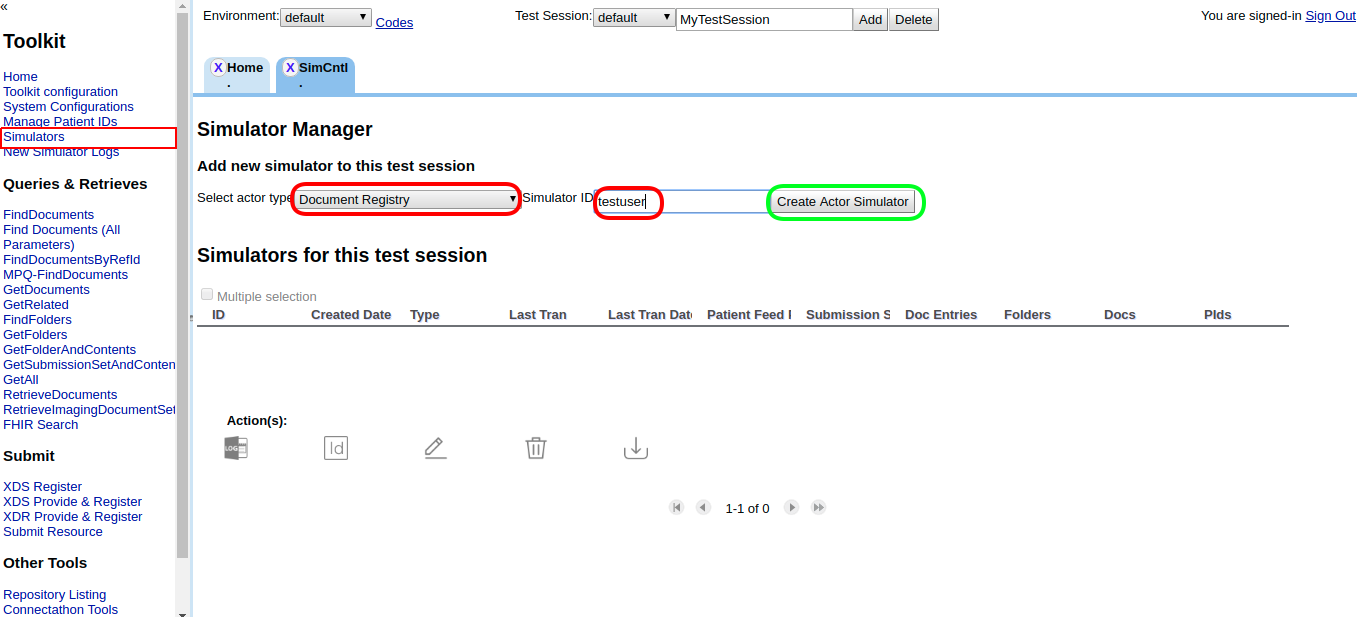 «
Environment: default Codes Test Session: default MyTestSession Add Delete You are signed-in Sign Out
Toolkit
Home
Toolkit configuration
System Configurations
Manage Patient IDs
Simulators
New Simulator Logs
Queries & Retrieves
FindDocuments
Find Documents (All
Parameters)
FindDocumentsByRefId
MPQ-FindDocuments
GetDocuments
GetRelated
FindFolders
GetFolders
GetFolderAndContents
GetSubmissionSetAndConten
GetAll
RetrieveDocuments
RetrieveImagingDocumentSet
FHIR Search
Submit
XDS Register
XDS Provide & Register
XDR Provide & Register
Submit Resource
Other Tools
Repository Listing
Connectathon Tools
X Home X SimCntl
. .
Simulator Manager
Add new simulator to this test session
Select actor type Document Registry Simulator ID testuser Create Actor Simulator
Simulators for this test session
Multiple selection
ID Created Date Type Last Tran Last Tran Date Patient Feed I Submission S Doc Entries Folders Docs PIds
Action(s):
LOG Id
1-1 of 0